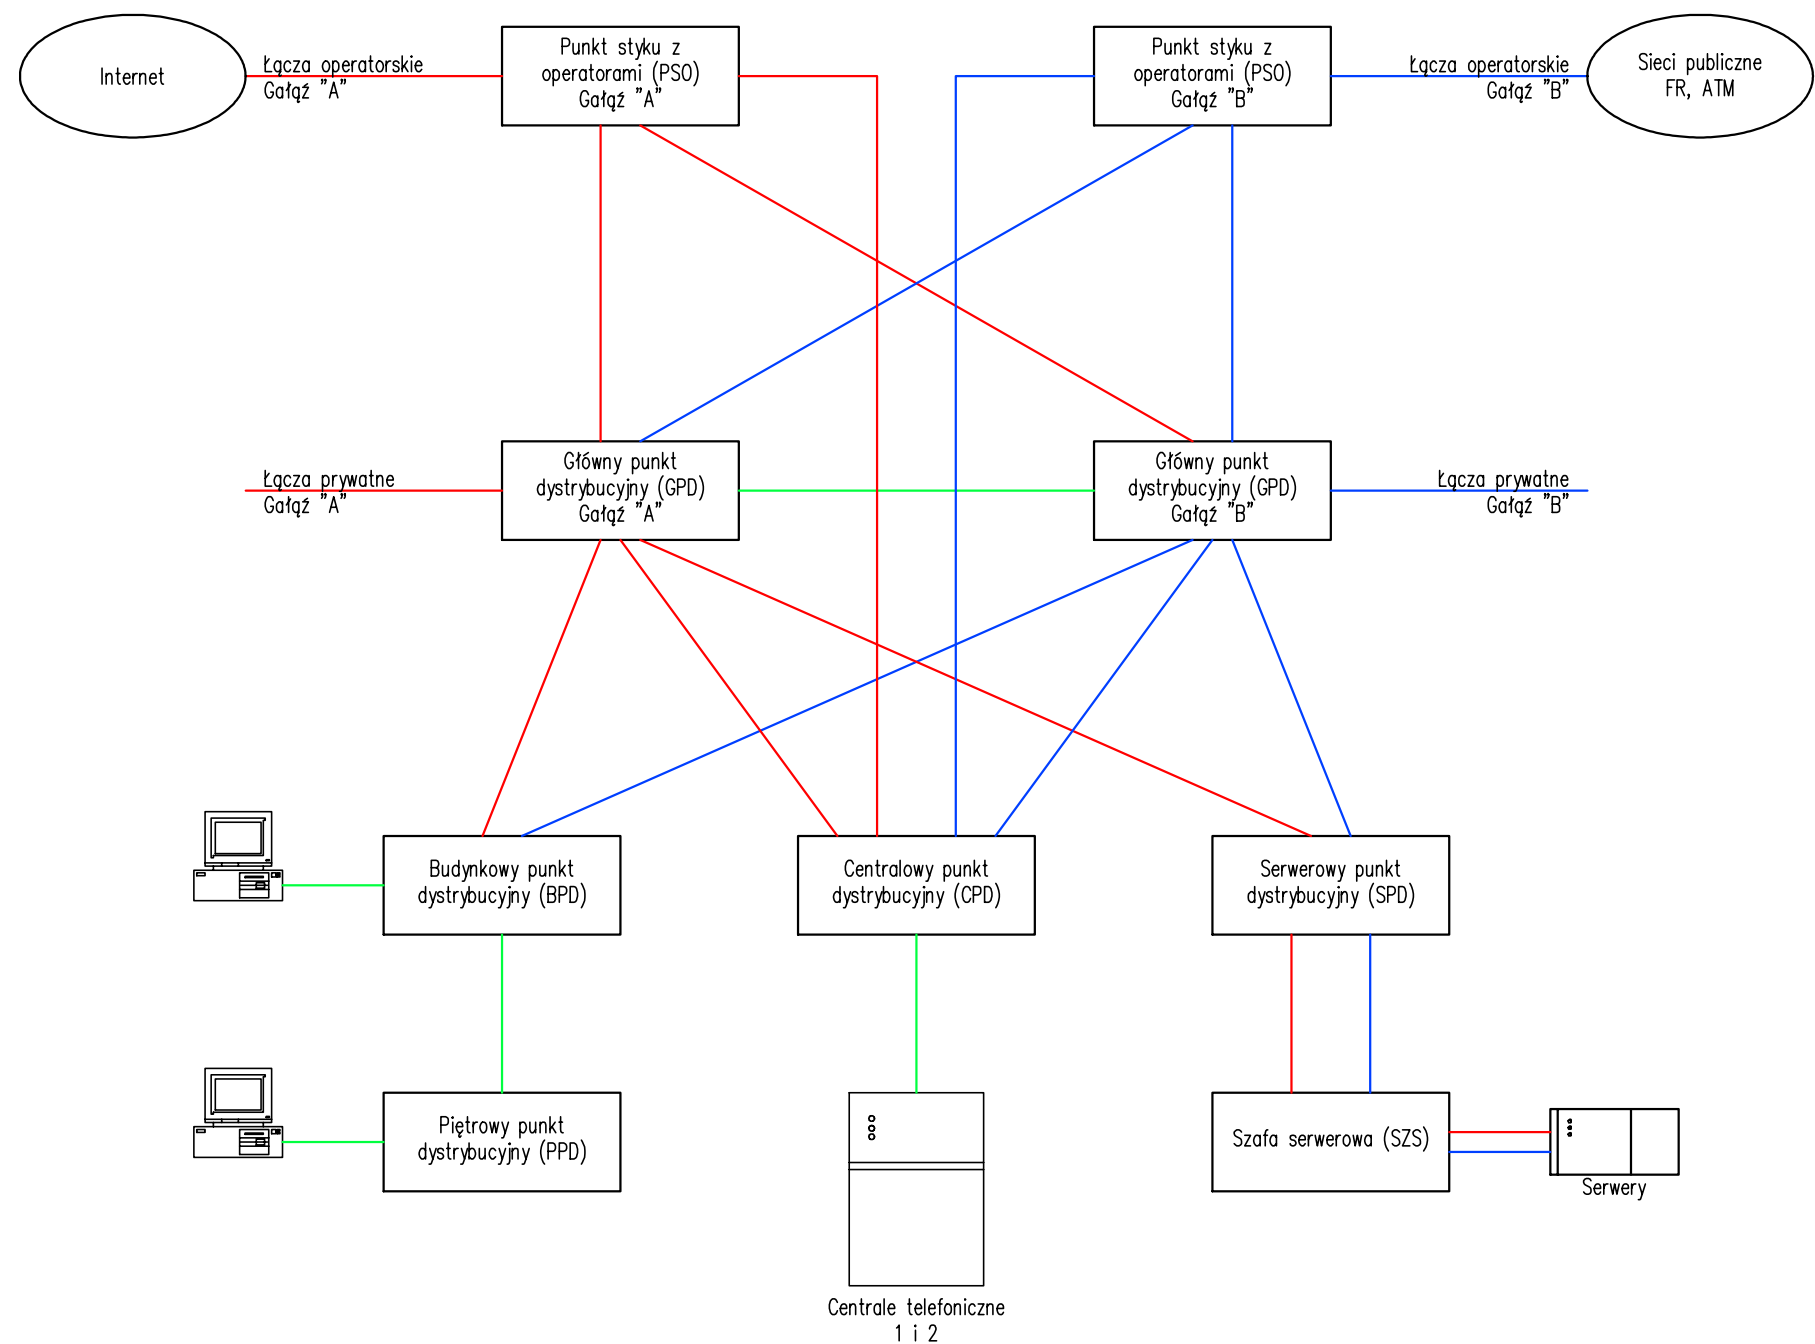 Internet
Łącza operatorskie
Gałąź "A"
Punkt styku z
operatorami (PSO)
Gałąź "A"
Punkt styku z
operatorami (PSO)
Gałąź "B"
Łącza operatorskie
Gałąź "B"
Sieci publiczne
FR, ATM
Łącza prywatne
Gałąź "A"
Główny punkt
dystrybucyjny (GPD)
Gałąź "A"
Główny punkt
dystrybucyjny (GPD)
Gałąź "B"
Łącza prywatne
Gałąź "B"
Budynkowy punkt
dystrybucyjny (BPD)
Centralowy punkt
dystrybucyjny (CPD)
Serwerowy punkt
dystrybucyjny (SPD)
Piętrowy punkt
dystrybucyjny (PPD)
Szafa serwerowa (SZS)
Serwery
Centrale telefoniczne
1 i 2